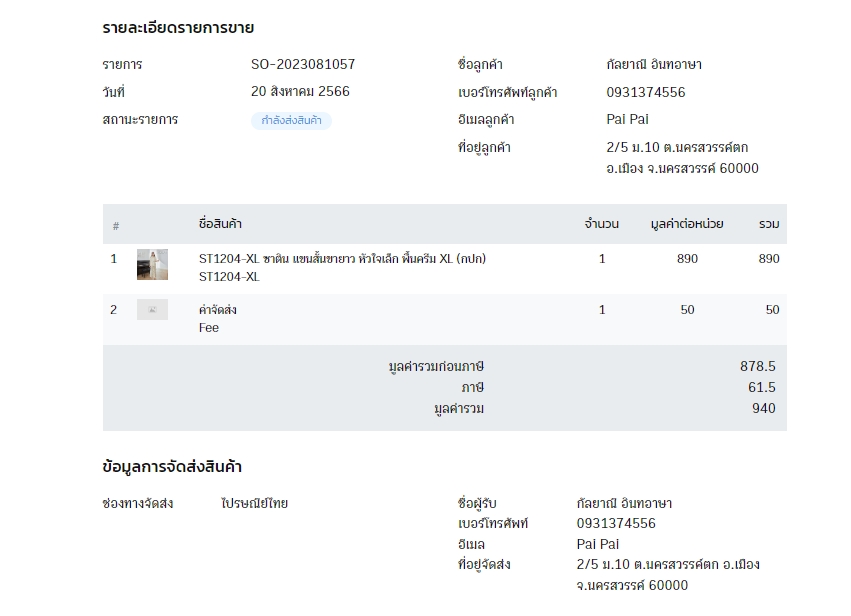 รายละเอียดรายการขาย
รายการ SO-2023081057 ชื่อลูกค้า กัลยาณี อินทอาษา
วันที่ 20 สิงหาคม 2566 เบอร์โทรศัพท์ลูกค้า 0931374556
สถานะรายการ กำลังส่งสินค้า อีเมลลูกค้า Pai Pai
ที่อยู่ลูกค้า 2/5 ม.10 ต.นครสวรรค์ตก
อ.เมือง จ.นครสวรรค์ 60000
# ชื่อสินค้า จำนวน มูลค่าต่อหน่วย รวม
1 ST1204-XL ซาติน แขนสั้นขายาว หัวใจเล็ก พื้นครีม XL (กปก) 1 890 890
ST1204-XL
2 ค่าจัดส่ง 1 50 50
Fee
มูลค่ารวมก่อนภาษี 878.5
ภาษี 61.5
มูลค่ารวม 940
ข้อมูลการจัดส่งสินค้า
ช่องทางจัดส่ง ไปรษณีย์ไทย ชื่อผู้รับ กัลยาณี อินทอาษา
เบอร์โทรศัพท์ 0931374556
อีเมล Pai Pai
ที่อยู่จัดส่ง 2/5 ม.10 ต.นครสวรรค์ตก อ.เมือง
จ.นครสวรรค์ 60000